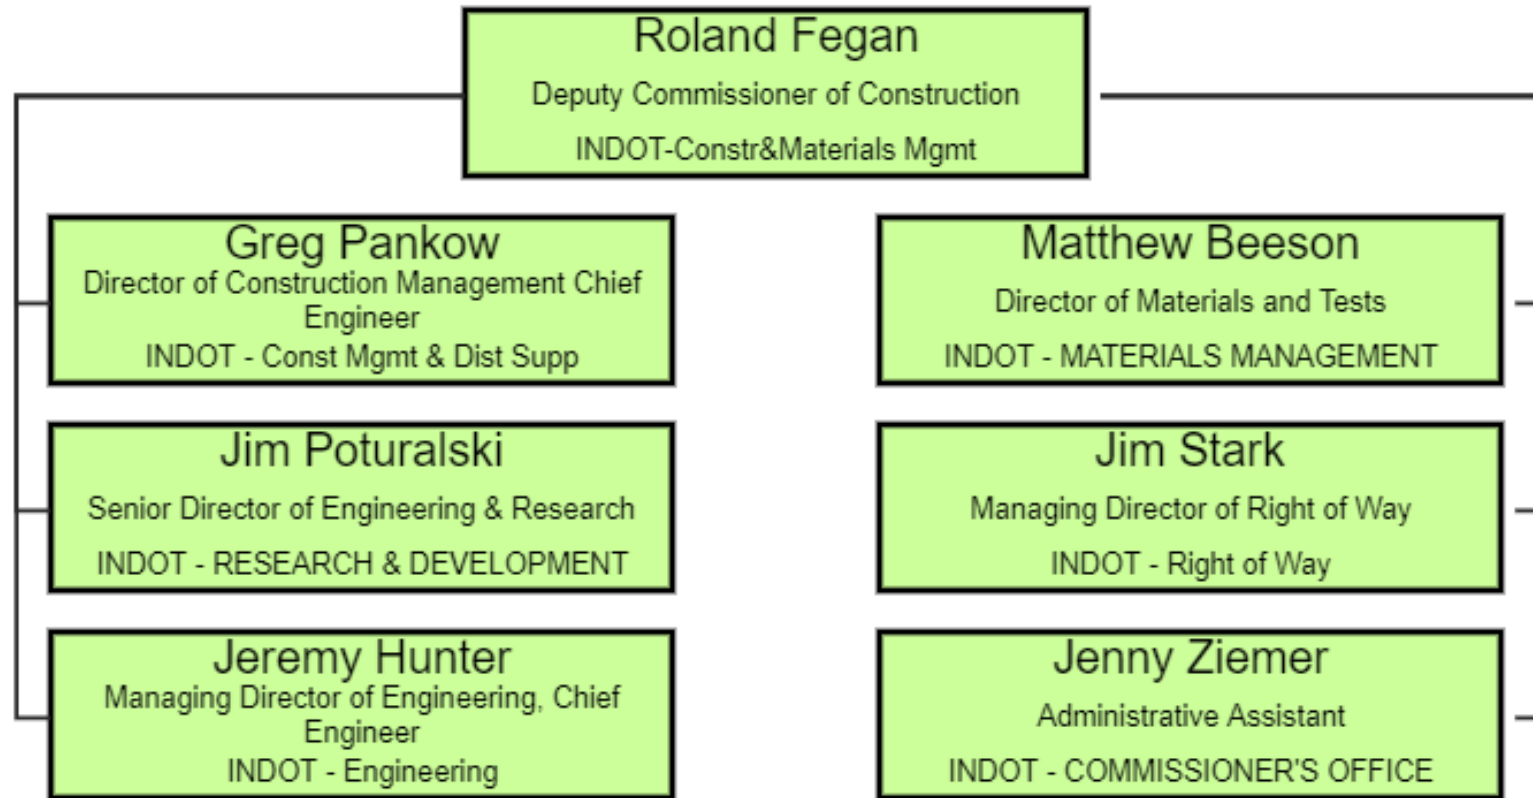 Roland Fegan
Deputy Commissioner of Construction
INDOT-Constr&Materials Mgmt
Greg Pankow
Director of Construction Management Chief
Engineer
INDOT - Const Mgmt & Dist Supp
Matthew Beeson
Director of Materials and Tests
INDOT - MATERIALS MANAGEMENT
Jim Poturalski
Senior Director of Engineering & Research
INDOT - RESEARCH & DEVELOPMENT
Jim Stark
Managing Director of Right of Way
INDOT - Right of Way
Jeremy Hunter
Managing Director of Engineering, Chief
Engineer
INDOT - Engineering
Jenny Ziemer
Administrative Assistant
INDOT - COMMISSIONER'S OFFICE